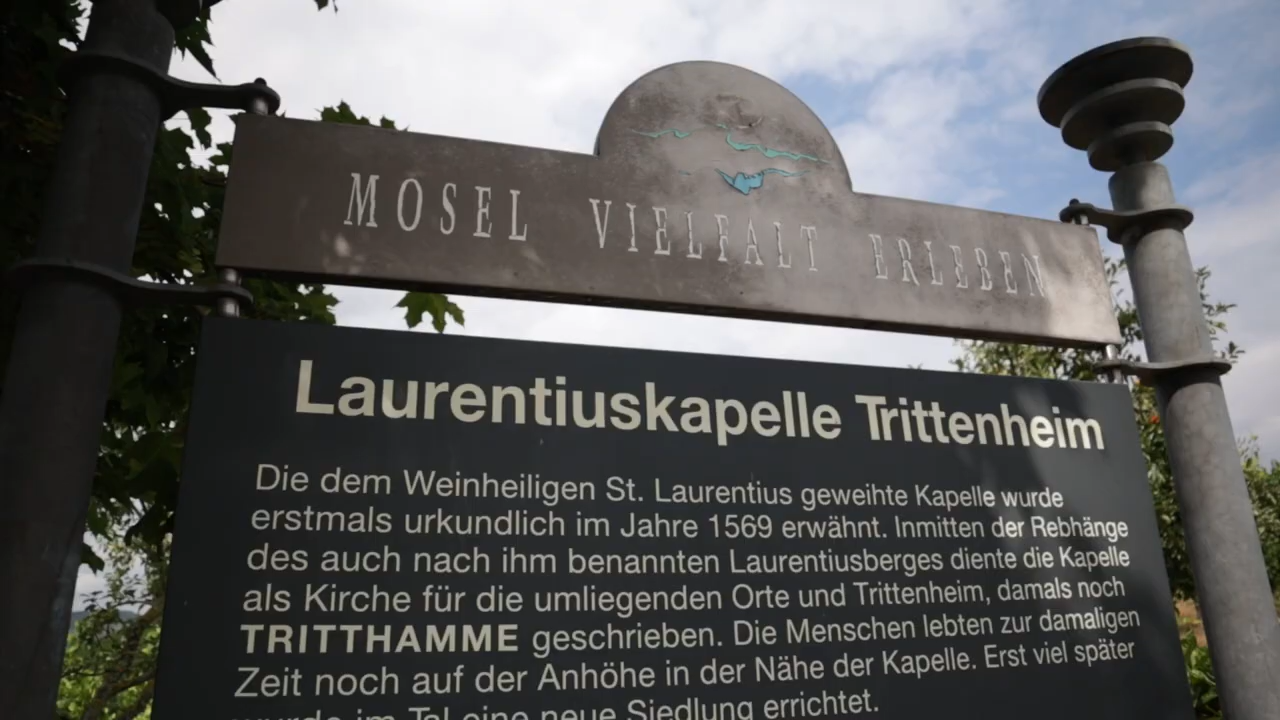 MOSEL VIELFALT ERLEBEN
Laurentiuskapelle Trittenheim
Die dem Weinheiligen St. Laurentius geweihte Kapelle wurde
erstmals urkundlich im Jahre 1569 erwähnt. Inmitten der Rebhänge
des auch nach ihm benannten Laurentiusberges diente die Kapelle
als Kirche für die umliegenden Orte und Trittenheim, damals noch
TRITTHAMME geschrieben. Die Menschen lebten zur damaligen
Zeit noch auf der Anhöhe in der Nähe der Kapelle. Erst viel später
wurde im Tal eine neue Siedlung errichtet.